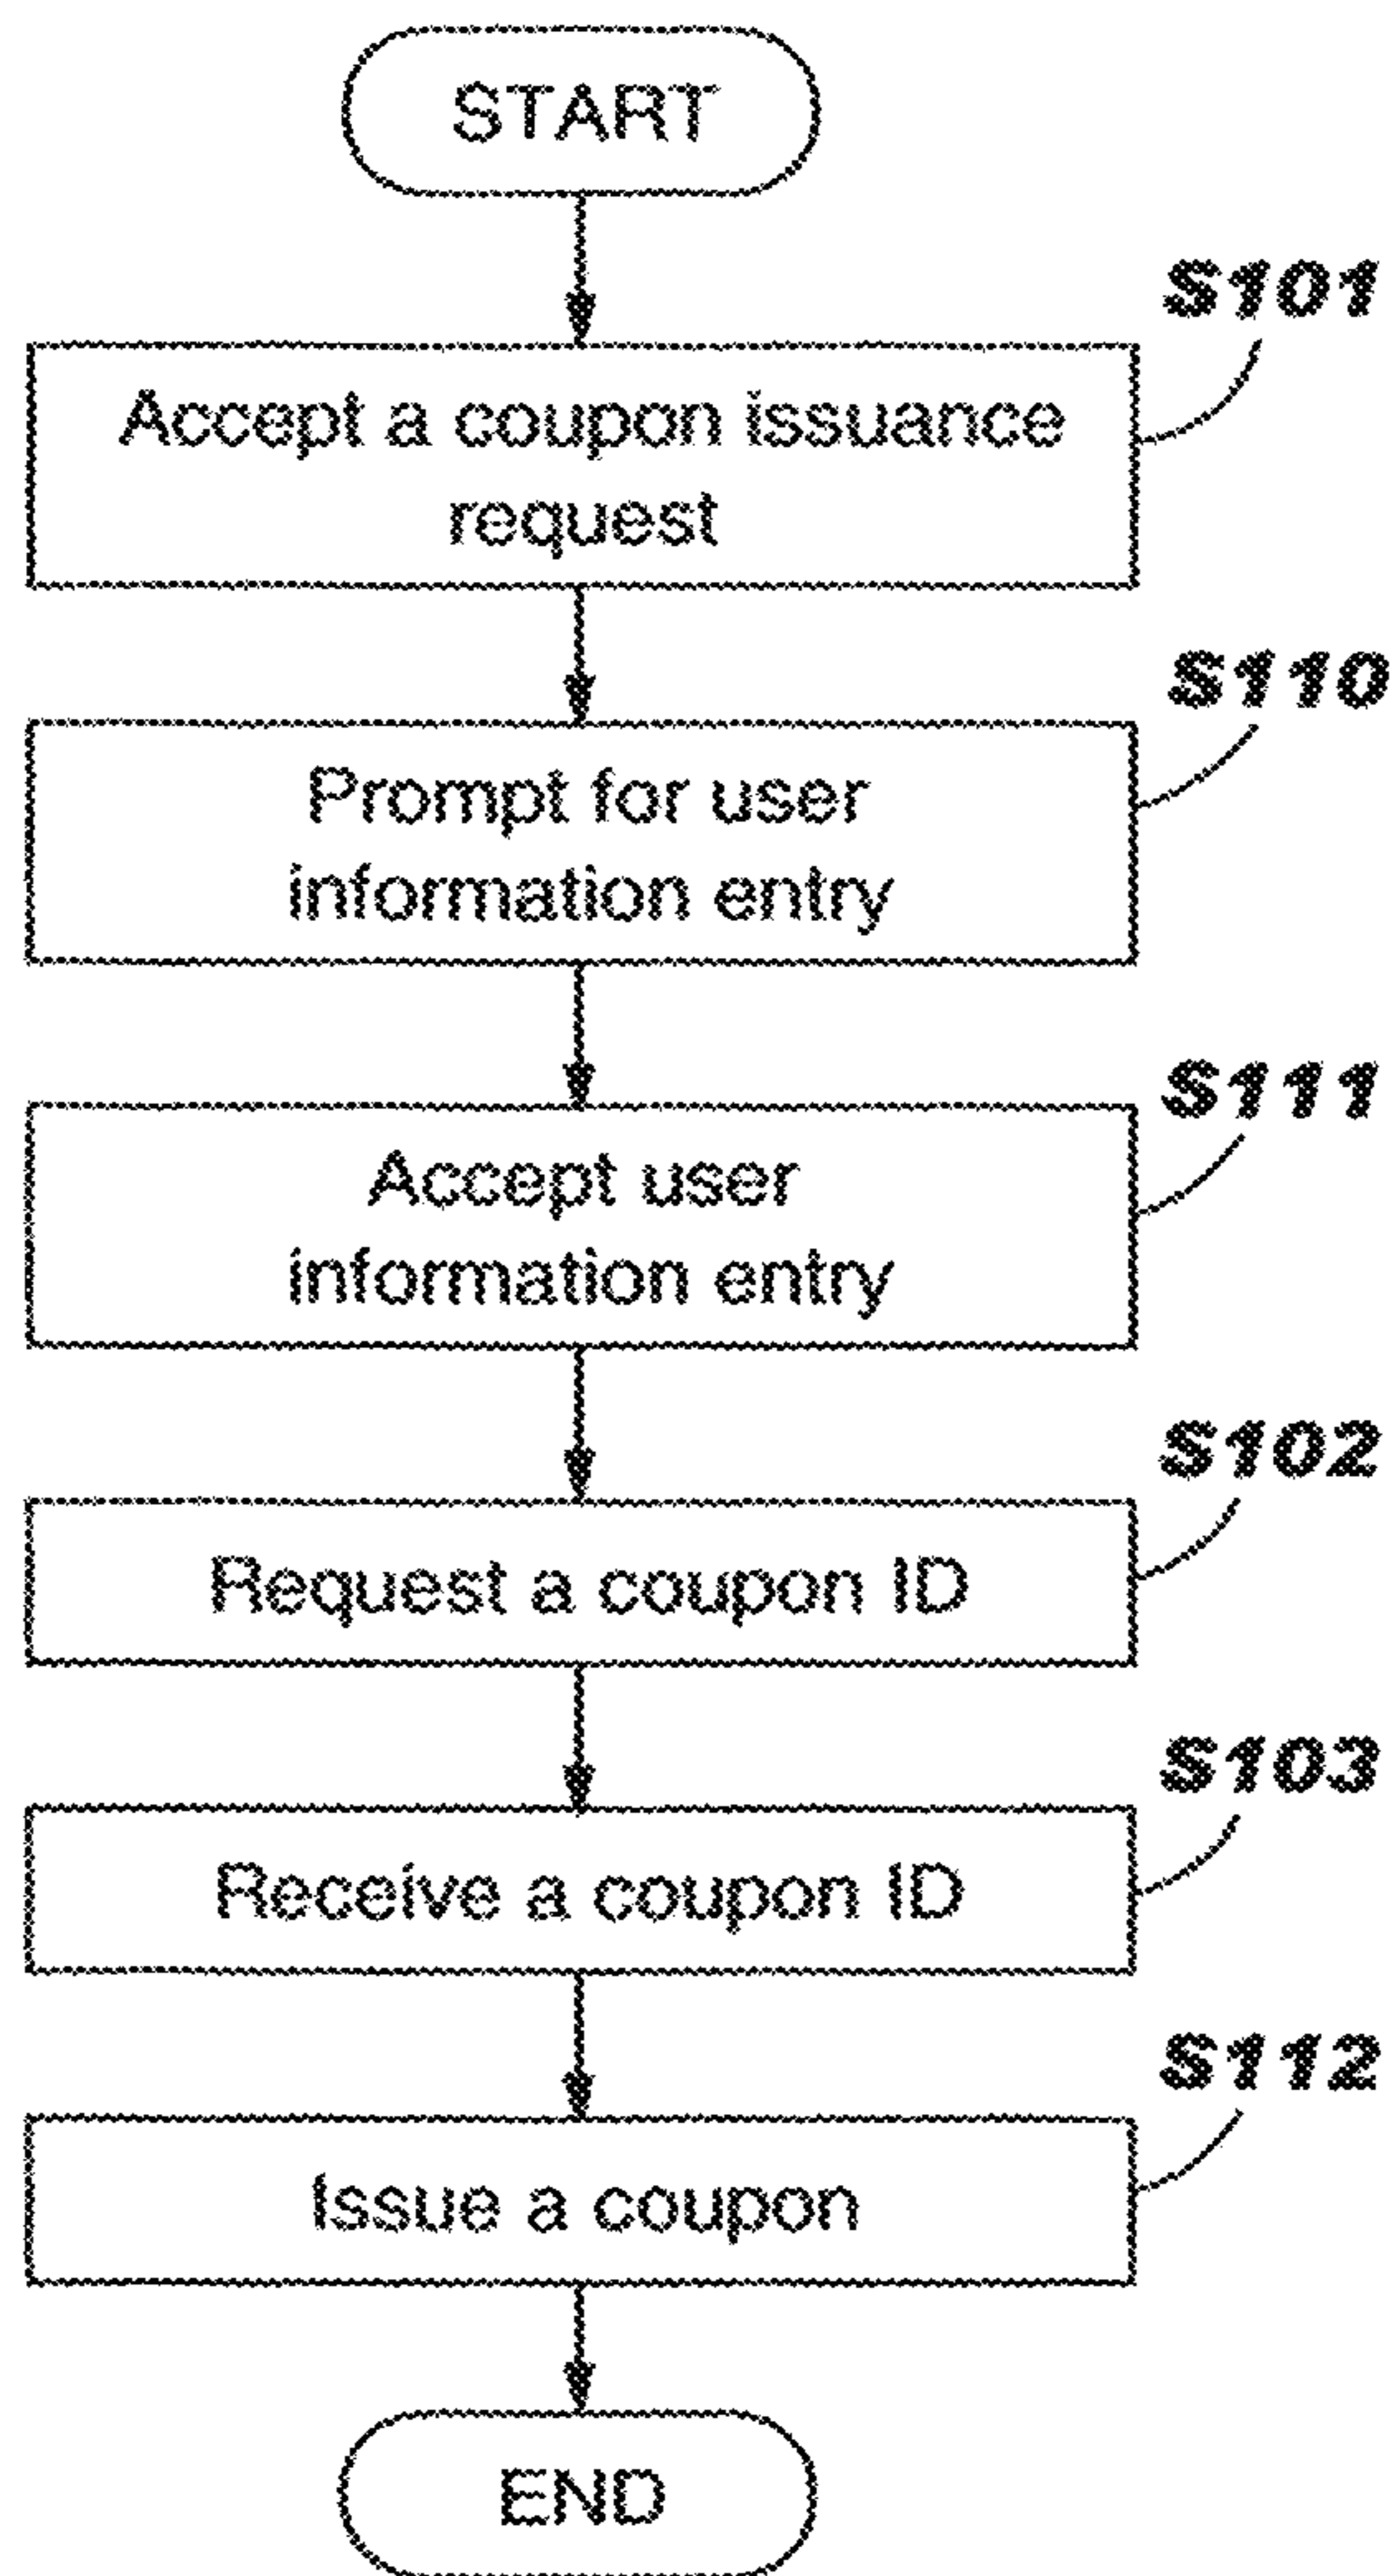 START
S101
Accept a coupon issuance
request
S110
Prompt for user
information entry
S111
Accept user
information entry
S102
Request a coupon ID
S103
Receive a coupon ID
S112
Issue a coupon
END